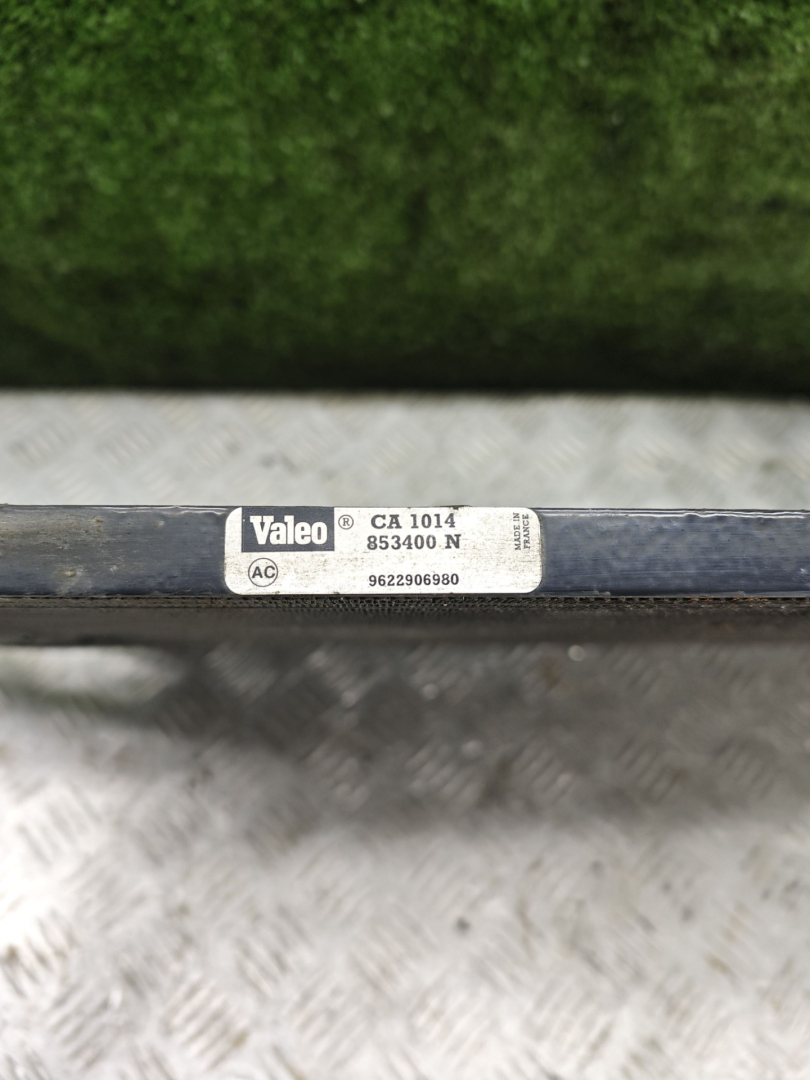 Valeo ® CA 1014
853400 N
MADE IN
FRANCE
AC
9622906980